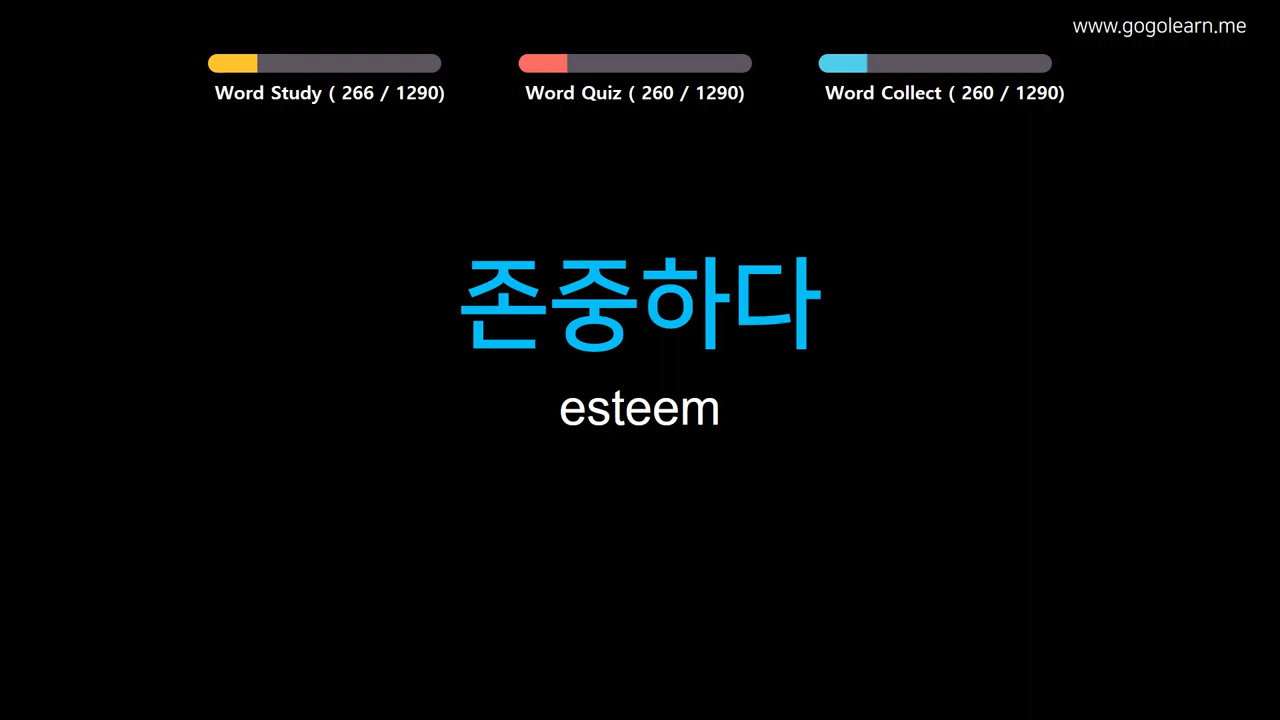 www.gogolearn.me
Word Study ( 266 / 1290)
Word Quiz ( 260 / 1290)
Word Collect ( 260 / 1290)
존중하다
esteem